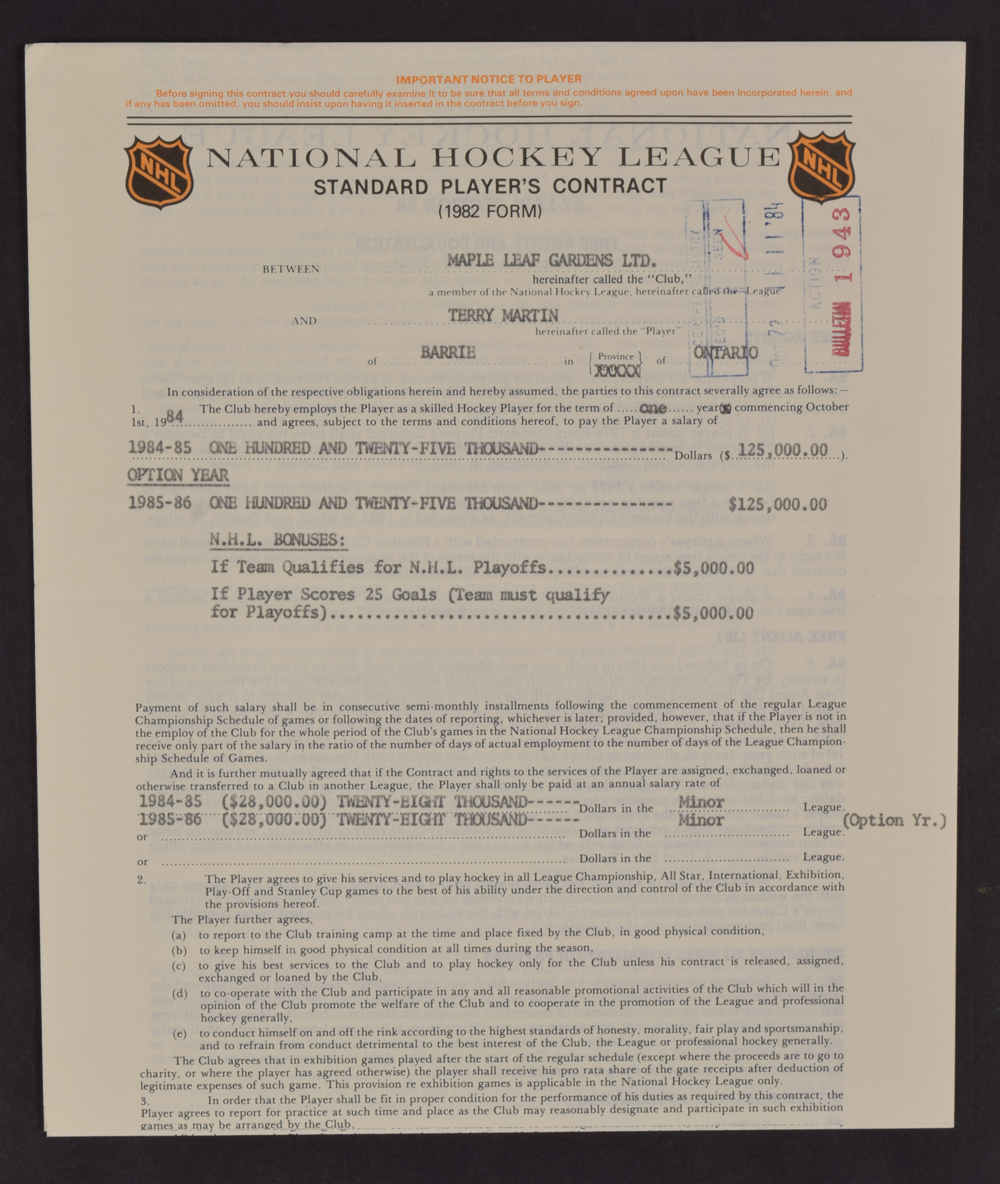 IMPORTANT NOTICE TO PLAYER
Before signing this contract you should carefully examine it to be sure that all terms and conditions agreed upon have been incorporated herein, and
if any has been omitted, you should insist upon having it inserted in the contract before you sign.
NHL NATIONAL HOCKEY LEAGUE NHL
STANDARD PLAYER'S CONTRACT
(1982 FORM)
REC'D SEEN
11 '84
ACTION
BULLETIN 1943
BETWEEN MAPLE LEAF GARDENS LTD.
hereinafter called the "Club,"
a member of the National Hockey League, hereinafter called the "League"
AND TERRY MARTIN
hereinafter called the "Player"
of BARRIE in { Province } of ONTARIO
XXXXX
In consideration of the respective obligations herein and hereby assumed, the parties to this contract severally agree as follows: —
1. The Club hereby employs the Player as a skilled Hockey Player for the term of ..... one ...... year(s) commencing October
1st, 1984 ................. and agrees, subject to the terms and conditions hereof, to pay the Player a salary of
1984-85 ONE HUNDRED AND TWENTY-FIVE THOUSAND---------------- Dollars ($ 125,000.00 ..).
OPTION YEAR
1985-86 ONE HUNDRED AND TWENTY-FIVE THOUSAND---------------- $125,000.00
N.H.L. BONUSES:
If Team Qualifies for N.H.L. Playoffs..............$5,000.00
If Player Scores 25 Goals (Team must qualify
for Playoffs)......................................$5,000.00
Payment of such salary shall be in consecutive semi-monthly installments following the commencement of the regular League
Championship Schedule of games or following the dates of reporting, whichever is later; provided, however, that if the Player is not in
the employ of the Club for the whole period of the Club's games in the National Hockey League Championship Schedule, then he shall
receive only part of the salary in the ratio of the number of days of actual employment to the number of days of the League Champion-
ship Schedule of Games.
And it is further mutually agreed that if the Contract and rights to the services of the Player are assigned, exchanged, loaned or
otherwise transferred to a Club in another League, the Player shall only be paid at an annual salary rate of
1984-85 ($28,000.00) TWENTY-EIGHT THOUSAND------ Dollars in the Minor League.
1985-86 ($28,000.00) TWENTY-EIGHT THOUSAND------ Minor (Option Yr.)
or ........ Dollars in the ........ League.
or ........ Dollars in the ........ League.
2. The Player agrees to give his services and to play hockey in all League Championship, All Star, International, Exhibition,
Play-Off and Stanley Cup games to the best of his ability under the direction and control of the Club in accordance with
the provisions hereof.
The Player further agrees,
(a) to report to the Club training camp at the time and place fixed by the Club, in good physical condition,
(b) to keep himself in good physical condition at all times during the season,
(c) to give his best services to the Club and to play hockey only for the Club unless his contract is released, assigned,
exchanged or loaned by the Club,
(d) to co-operate with the Club and participate in any and all reasonable promotional activities of the Club which will in the
opinion of the Club promote the welfare of the Club and to cooperate in the promotion of the League and professional
hockey generally,
(e) to conduct himself on and off the rink according to the highest standards of honesty, morality, fair play and sportsmanship,
and to refrain from conduct detrimental to the best interest of the Club, the League or professional hockey generally.
The Club agrees that in exhibition games played after the start of the regular schedule (except where the proceeds are to go to
charity, or where the player has agreed otherwise) the player shall receive his pro rata share of the gate receipts after deduction of
legitimate expenses of such game. This provision re exhibition games is applicable in the National Hockey League only.
3. In order that the Player shall be fit in proper condition for the performance of his duties as required by this contract, the
Player agrees to report for practice at such time and place as the Club may reasonably designate and participate in such exhibition
games as may be arranged by the Club.